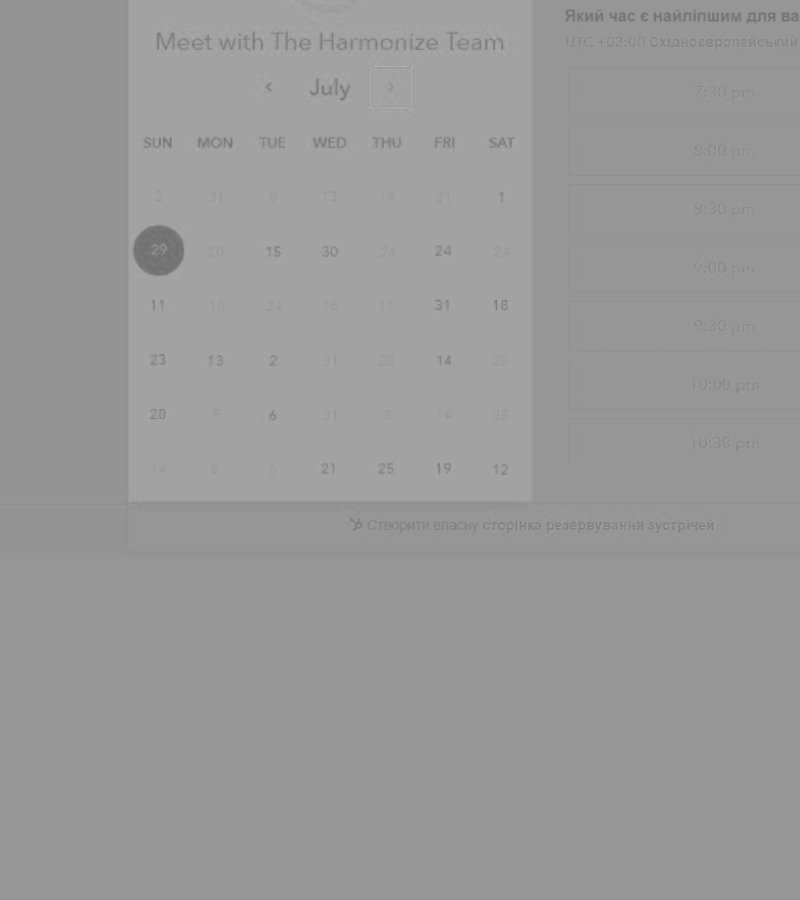 Meet with The Harmonize Team
July
SUN MON TUE WED THU FRI SAT
2 31 8 13 14 21 1
29 20 15 30 24 24 24
11 24 16 11 31 18
23 13 2 31 28 14
20 9 31 3 14
14 5 6 21 25 19 12
Який час є найліпшим для ва
UTC +03:00 Східноєвропейський
7:30 pm
8:00 pm
8:30 pm
9:00 pm
9:30 pm
10:00 pm
10:30 pm
Створити власну сторінка резервування зустрічей